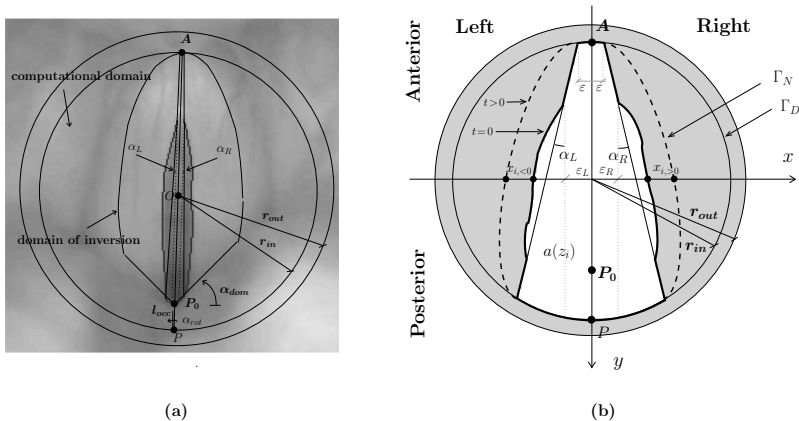 A
computational domain
α_L
α_R
O
r_out
domain of inversion
r_in
α_dom
P_0
l_occ
α_rot
P
(a)
Left
Right
A
Anterior
Γ_N
ε ε
t>0
Γ_D
t=0
α_L
α_R
x
x_{i,<0}
ε_L
ε_R
x_{i,>0}
r_out
r_in
a(z_i)
P_0
Posterior
P
y
(b)